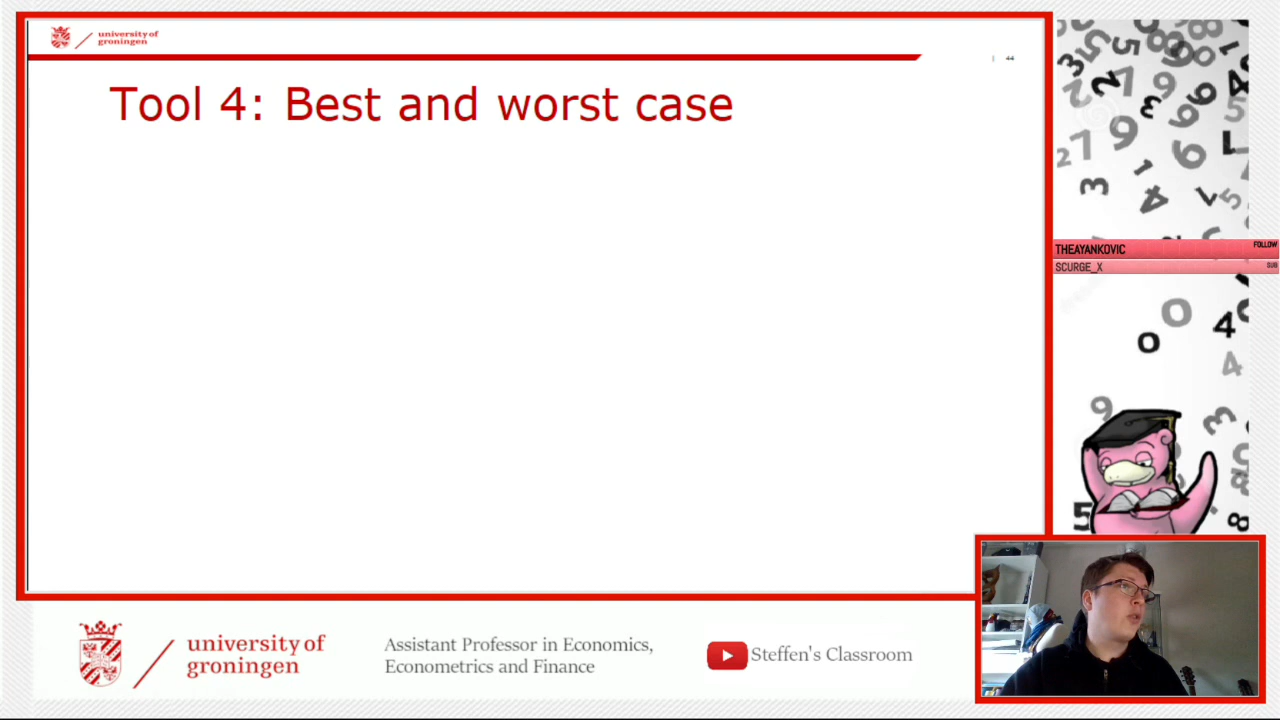 university of
groningen
44
Tool 4: Best and worst case
THEAYANKOVIC FOLLOW
SCURGE_X SUB
university of
groningen
Assistant Professor in Economics,
Econometrics and Finance
Steffen's Classroom